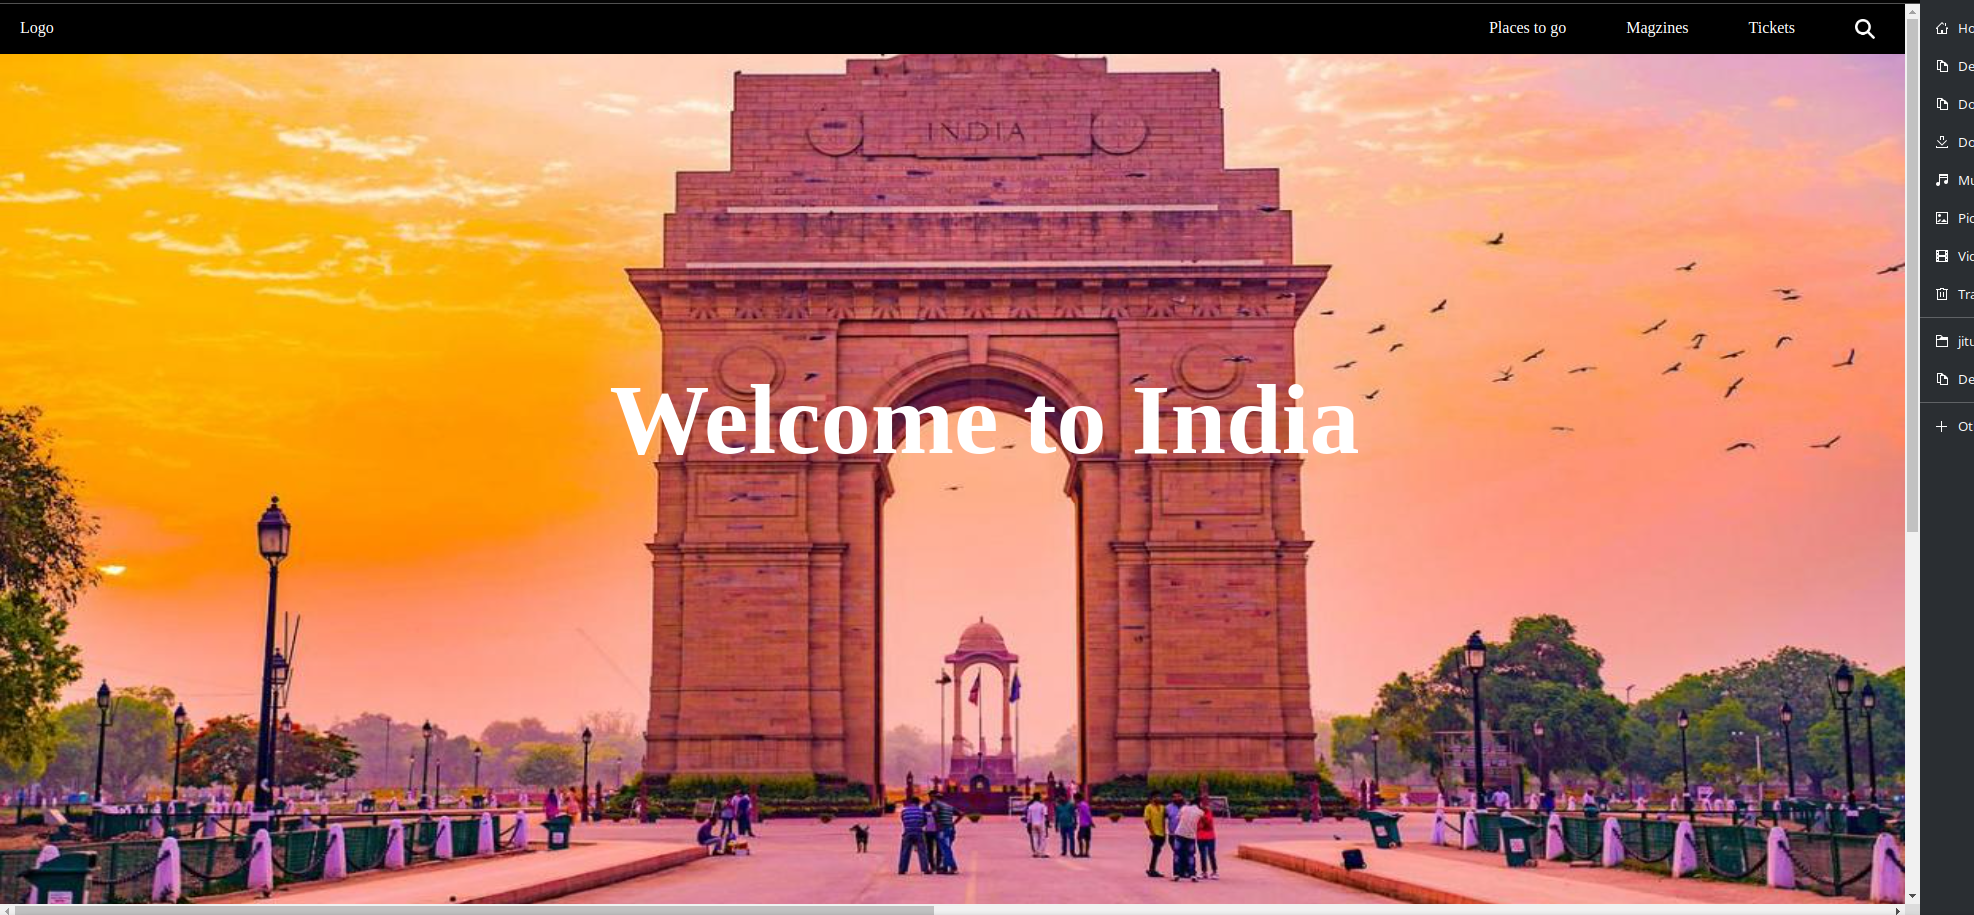 Logo
Places to go
Magzines
Tickets
INDIA
Welcome to India
Ho
De
Do
Do
Mu
Pic
Vid
Tra
jitu
De
Ot